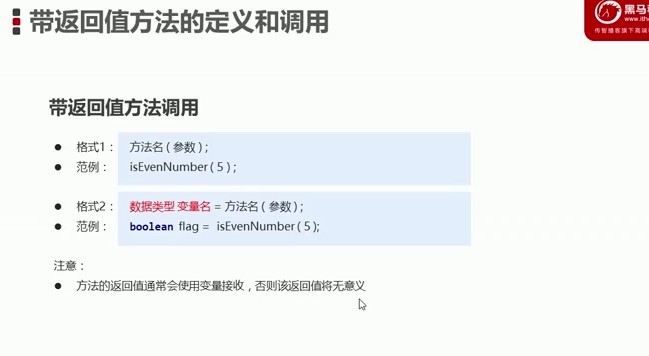 带返回值方法的定义和调用
黑马
www.ith
传智播客旗下高端
带返回值方法调用
● 格式1： 方法名 ( 参数 ) ;
● 范例： isEvenNumber ( 5 ) ;
● 格式2： 数据类型 变量名 = 方法名 ( 参数 ) ;
● 范例： boolean flag = isEvenNumber ( 5 );
注意：
● 方法的返回值通常会使用变量接收，否则该返回值将无意义